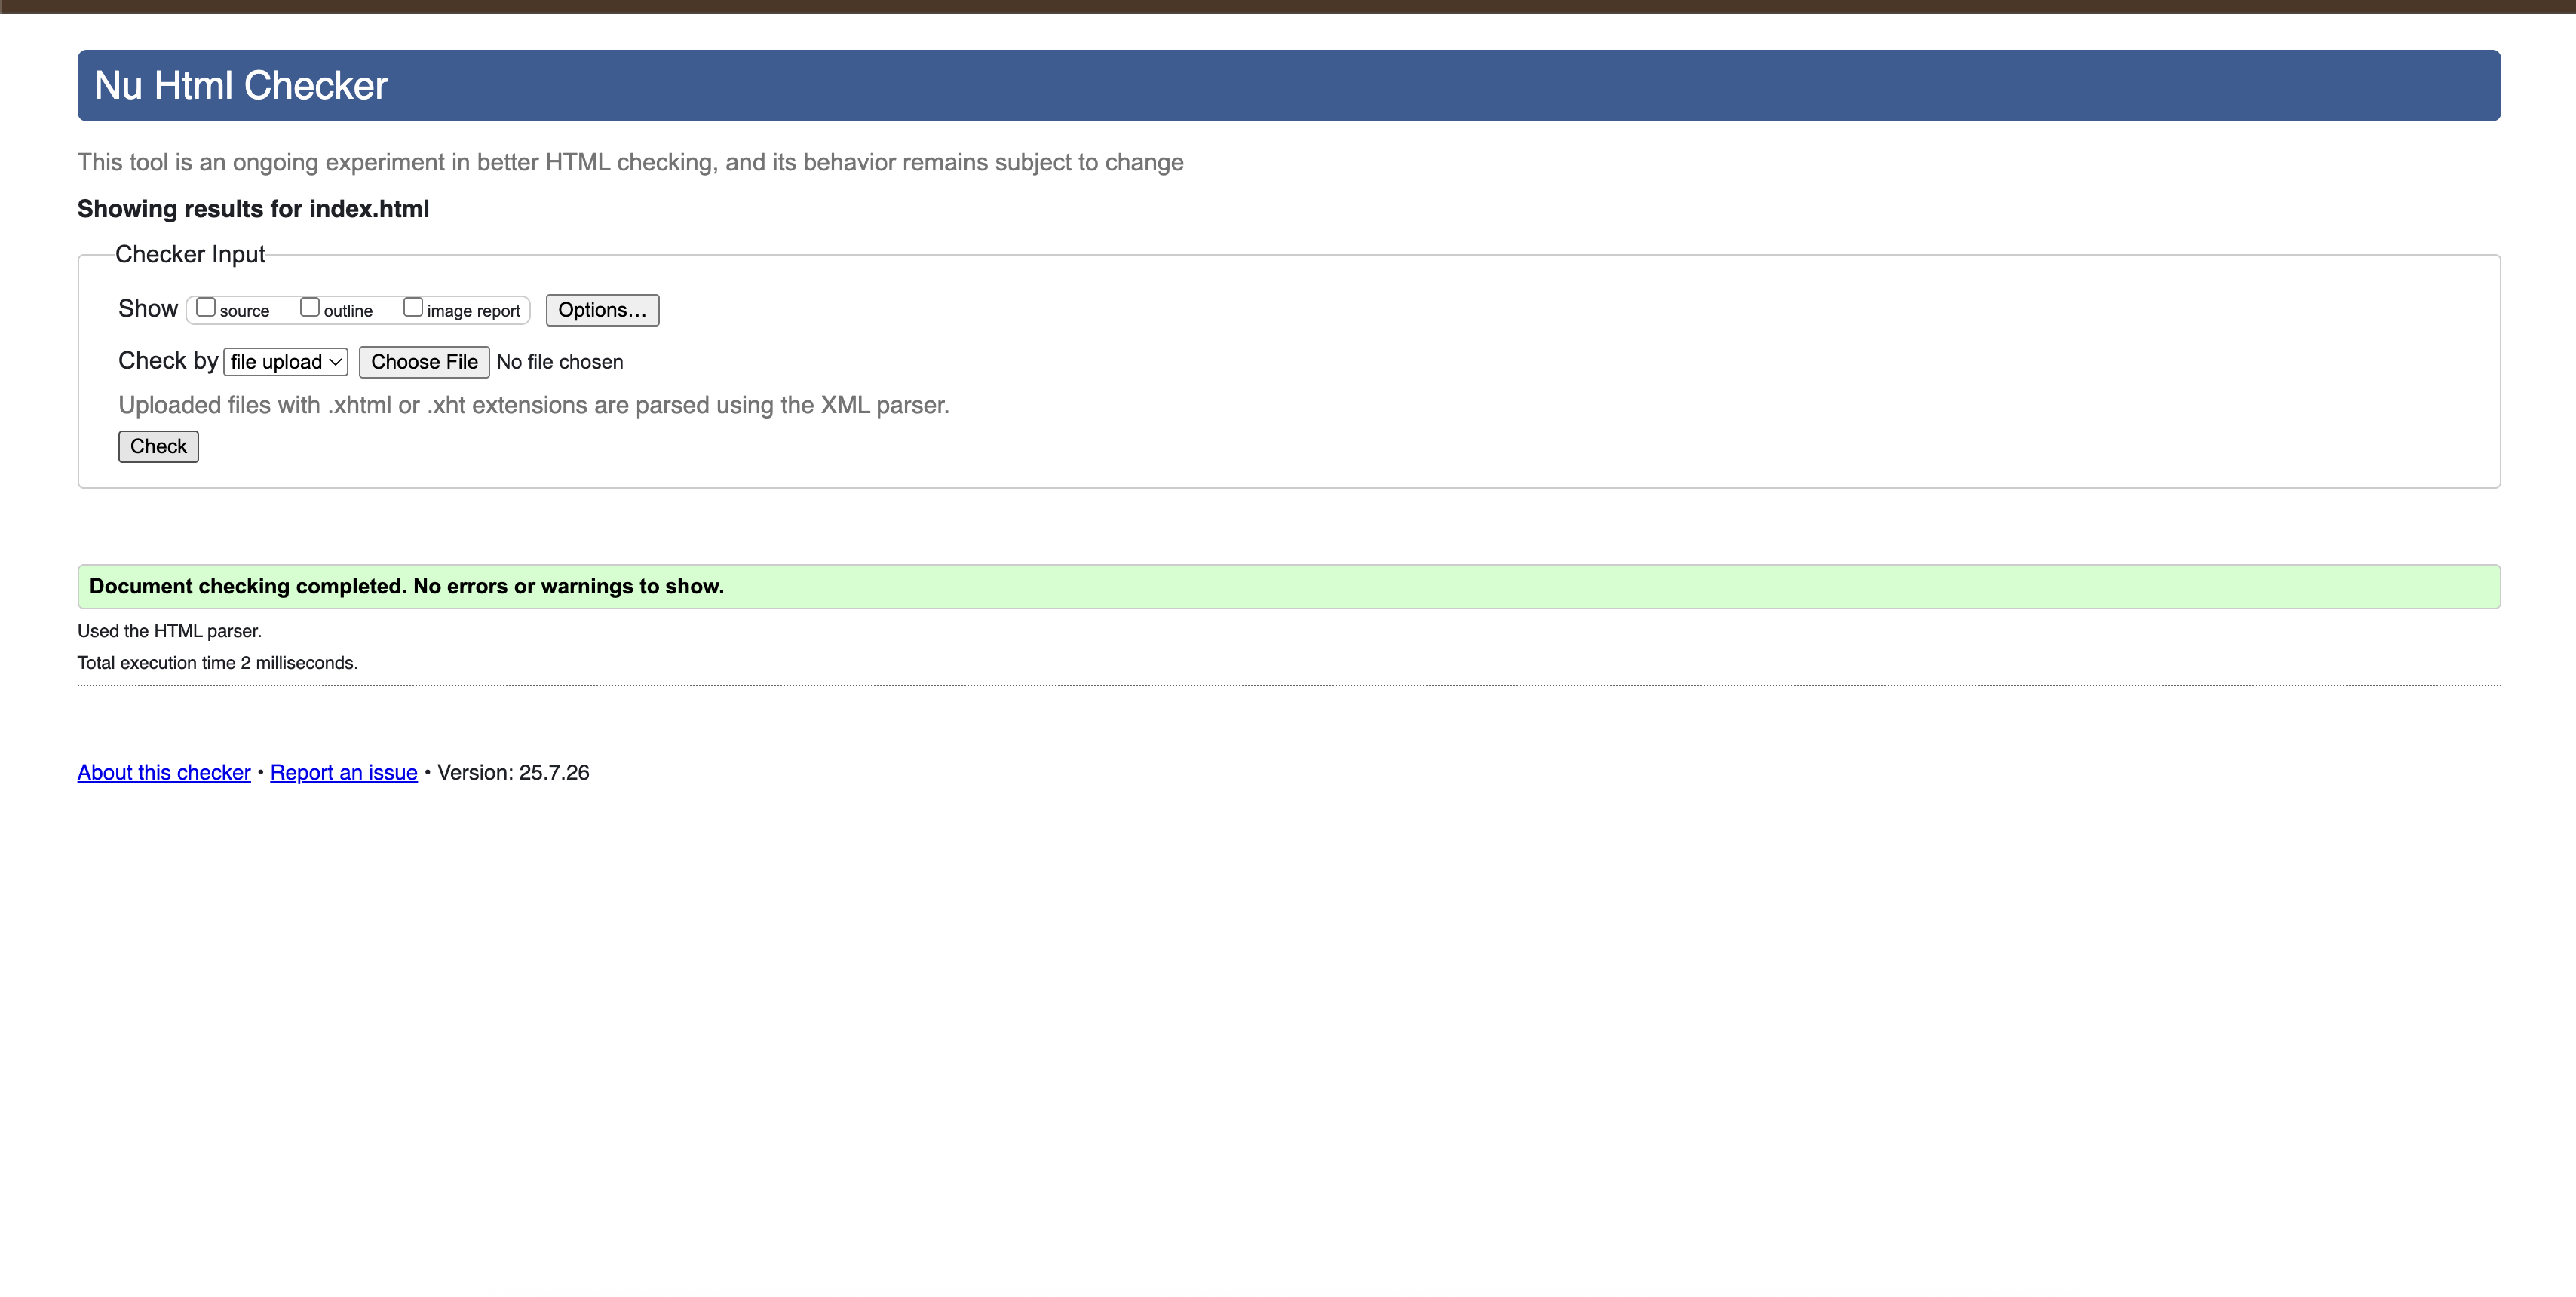 Nu Html Checker
This tool is an ongoing experiment in better HTML checking, and its behavior remains subject to change
Showing results for index.html
Checker Input
Show source outline image report Options…
Check by file upload Choose File No file chosen
Uploaded files with .xhtml or .xht extensions are parsed using the XML parser.
Check
Document checking completed. No errors or warnings to show.
Used the HTML parser.
Total execution time 2 milliseconds.
About this checker • Report an issue • Version: 25.7.26